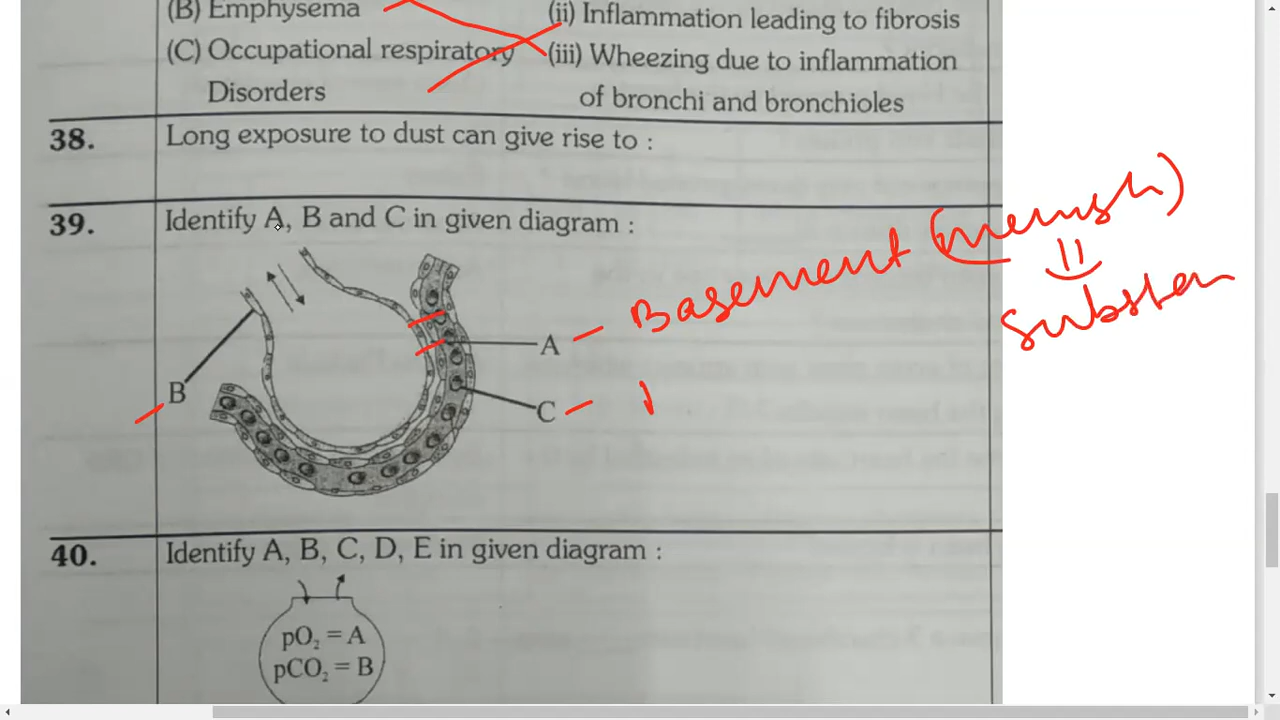 (B) Emphysema
(ii) Inflammation leading to fibrosis
(C) Occupational respiratory
Disorders
(iii) Wheezing due to inflammation
of bronchi and bronchioles
38.
Long exposure to dust can give rise to :
39.
Identify A, B and C in given diagram :
A
Basement
B
C
40.
Identify A, B, C, D, E in given diagram :
pO₂ = A
pCO₂ = B